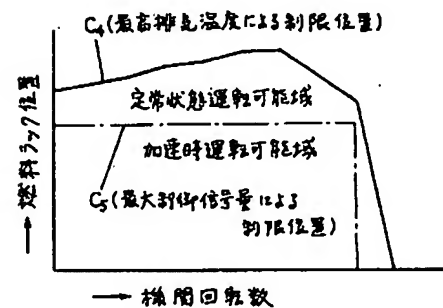 C₄(最高排気温度による制限位置)
定常状態運転可能域
加速時運転可能域
C₅(最大制御信号量による
制限位置)
→ 燃料ラック位置
→ 機関回転数